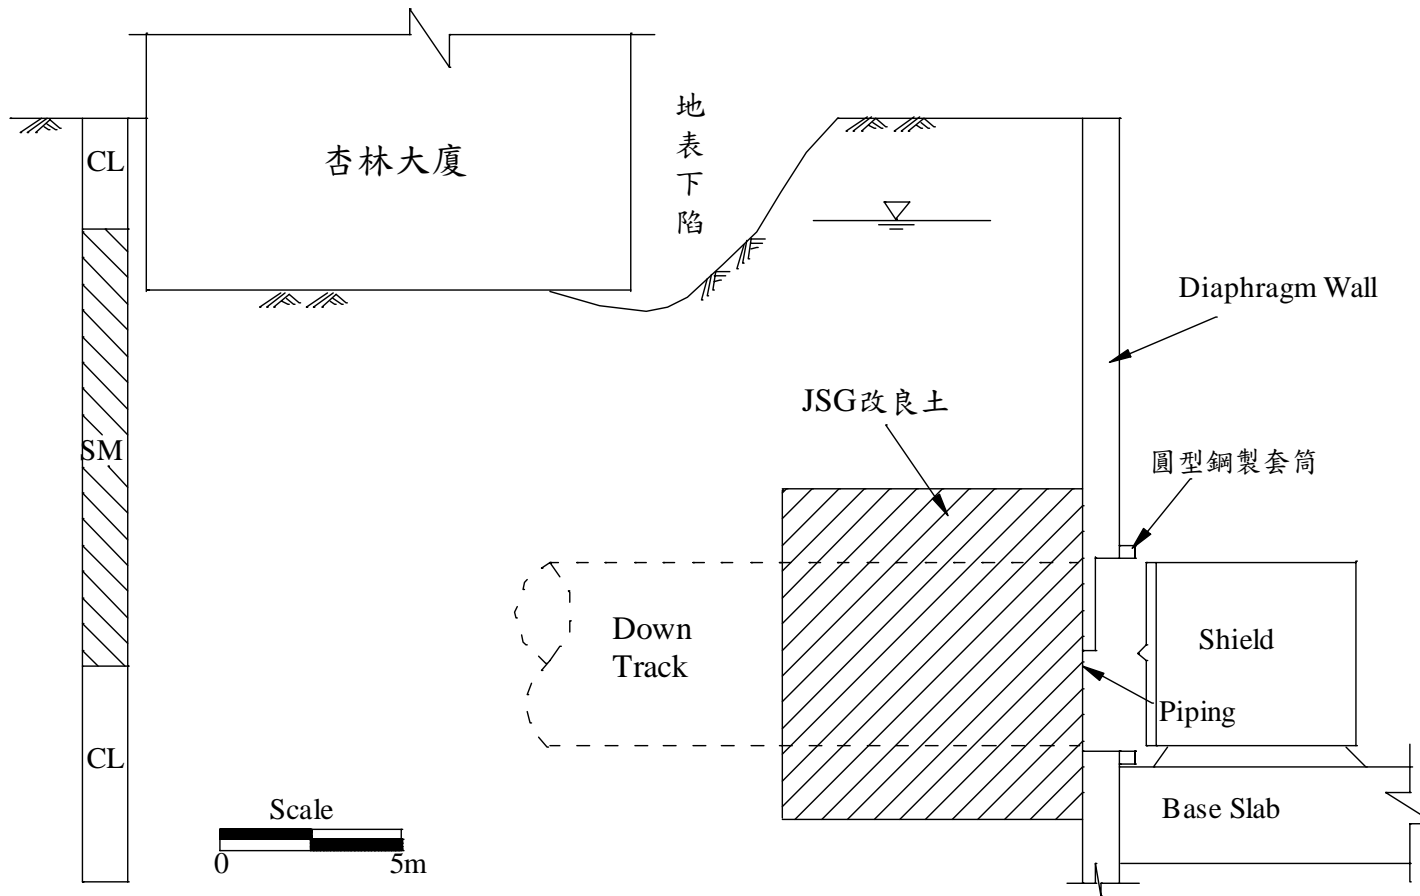 地表下陷
CL
杏林大廈
Diaphragm Wall
JSG改良土
SM
圓型鋼製套筒
Down
Track
Shield
Piping
CL
Scale
Base Slab
0 5m